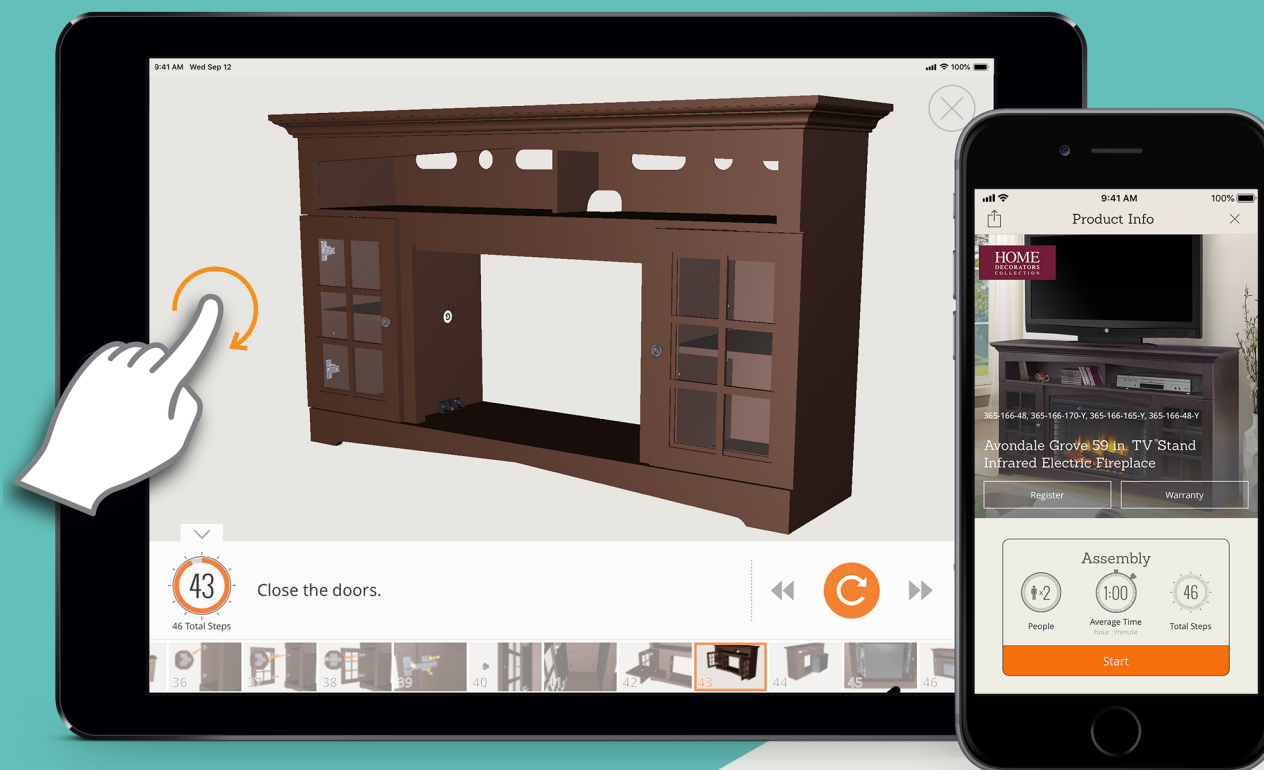 9:41 AM Wed Sep 12
100%
43
46 Total Steps
Close the doors.
36
37
38
39
40
41
42
43
44
45
46
9:41 AM
100%
Product Info
HOME
DECORATORS
COLLECTION
365-166-48, 365-166-170-Y, 365-166-165-Y, 365-166-48-Y
Avondale Grove 59 in. TV Stand
Infrared Electric Fireplace
Register
Warranty
Assembly
×2
1:00
46
People
Average Time
Total Steps
hour : minute
Start